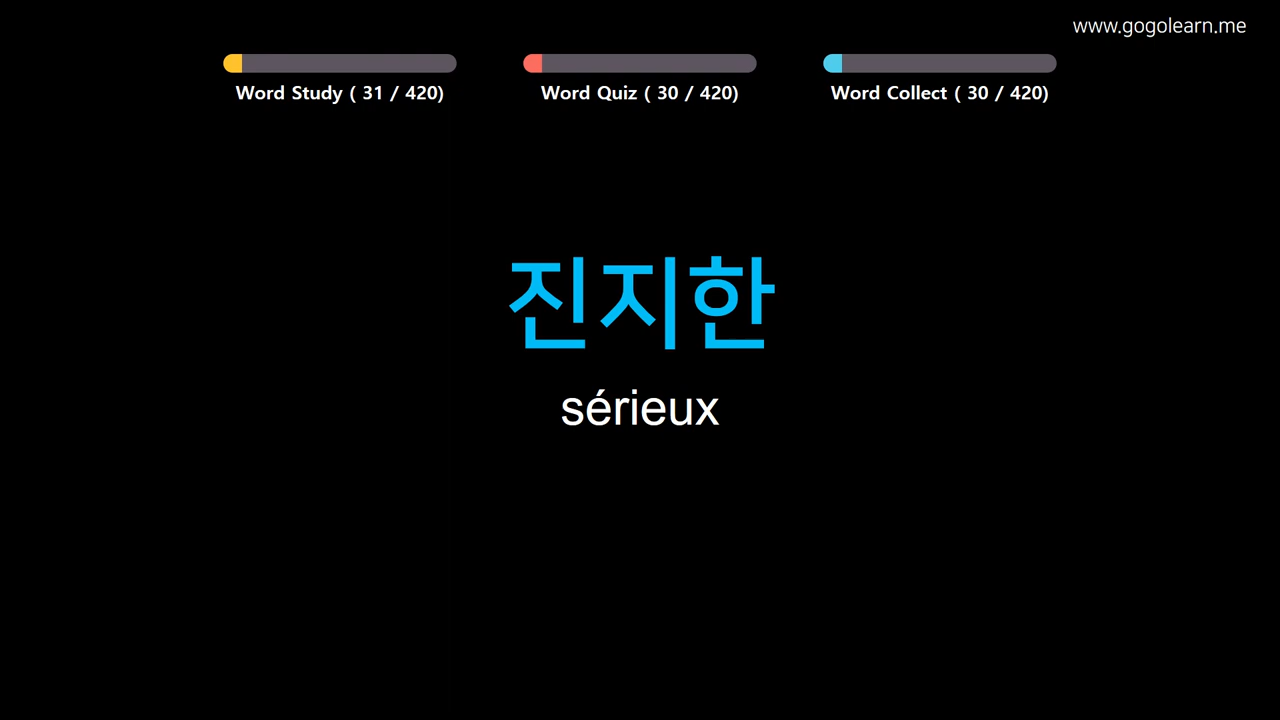 www.gogolearn.me
Word Study ( 31 / 420)
Word Quiz ( 30 / 420)
Word Collect ( 30 / 420)
진지한
sérieux